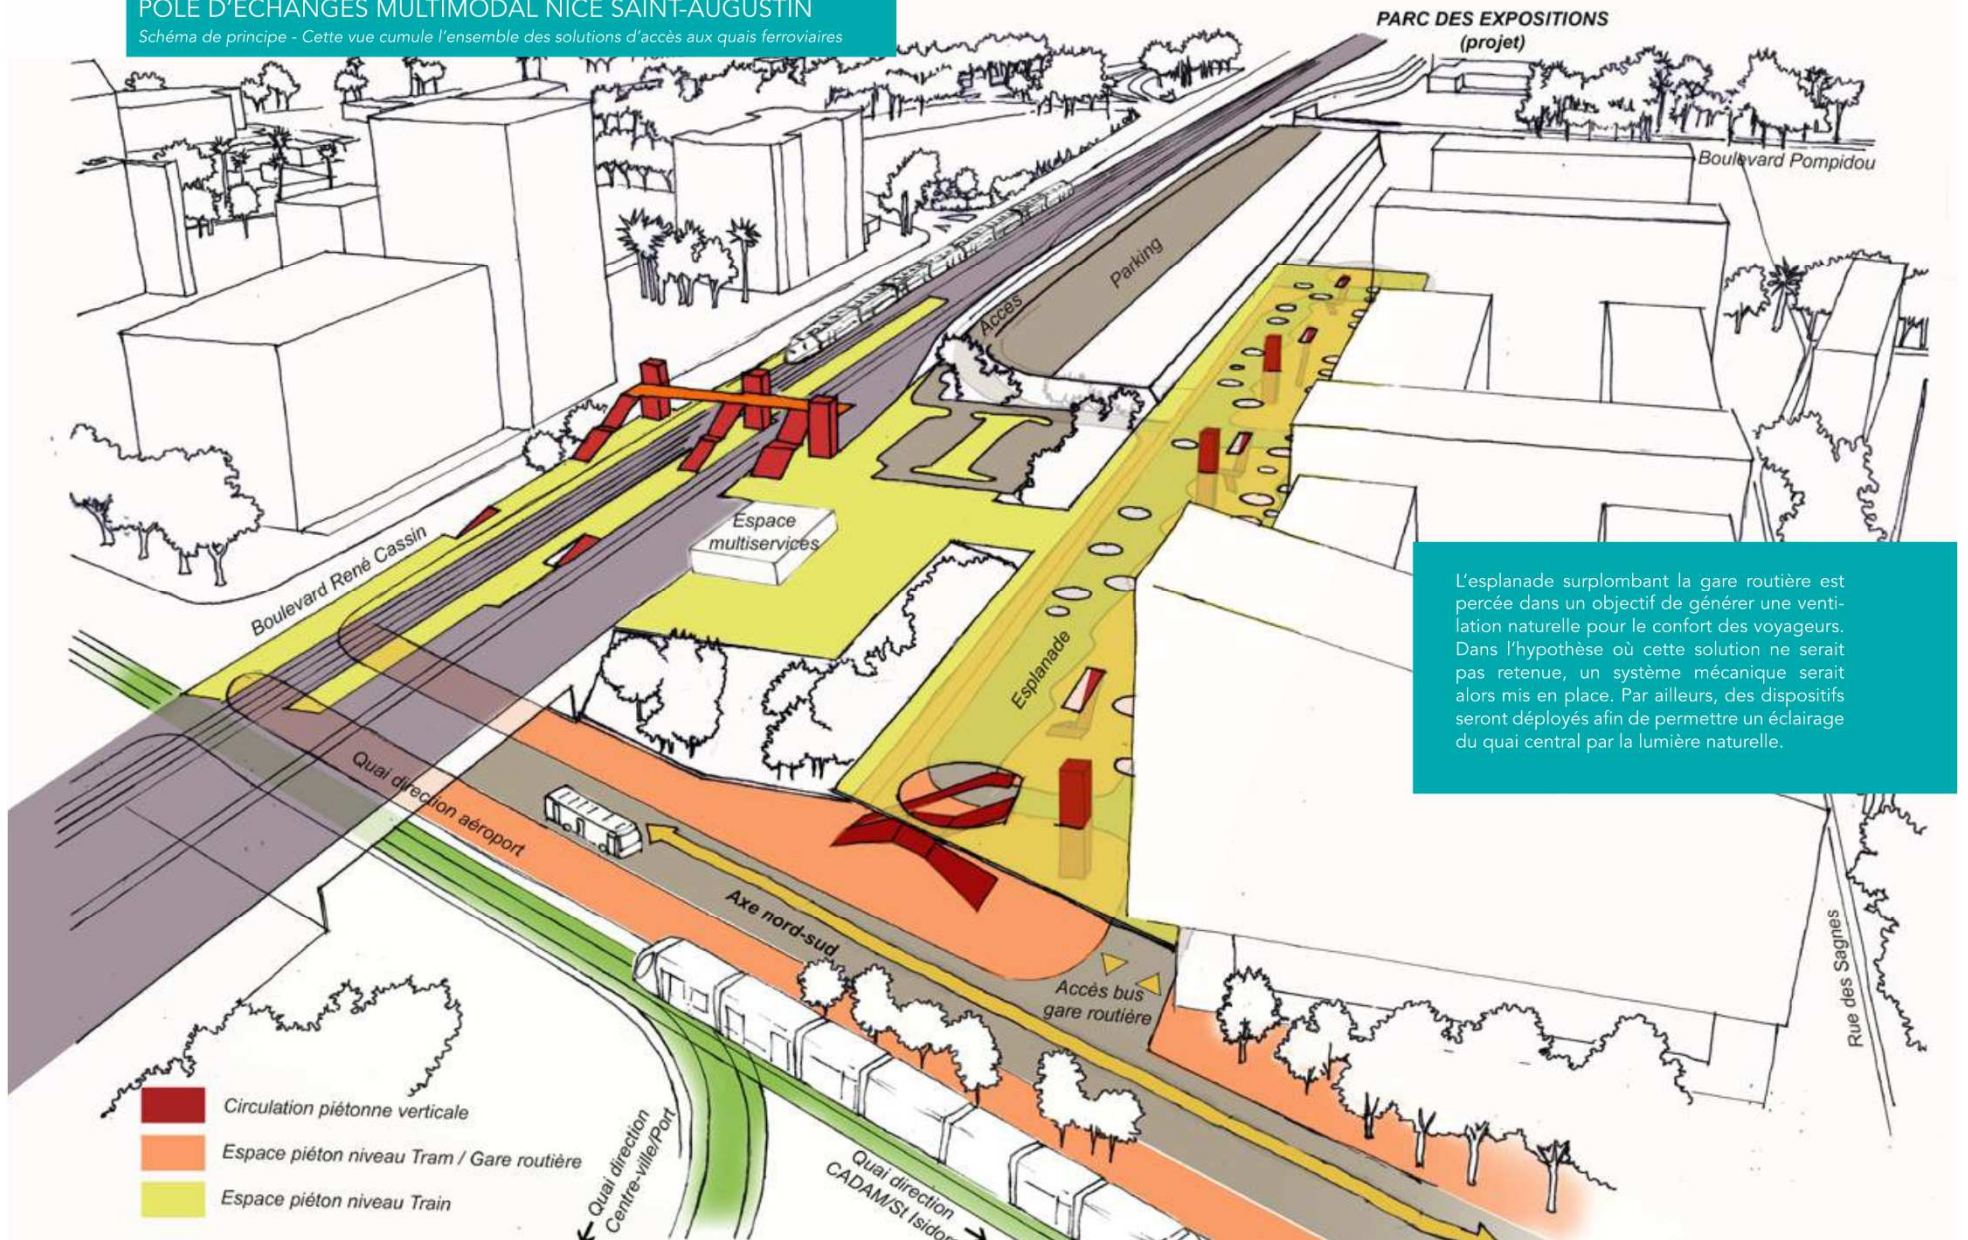 PÔLE D'ÉCHANGES MULTIMODAL NICE SAINT-AUGUSTIN
Schéma de principe - Cette vue cumule l'ensemble des solutions d'accès aux quais ferroviaires
PARC DES EXPOSITIONS
(projet)
Boulevard Pompidou
Parking
Accès
Espace
multiservices
Boulevard René Cassin
Esplanade
L'esplanade surplombant la gare routière est
percée dans un objectif de générer une venti-
lation naturelle pour le confort des voyageurs.
Dans l'hypothèse où cette solution ne serait
pas retenue, un système mécanique serait
alors mis en place. Par ailleurs, des dispositifs
seront déployés afin de permettre un éclairage
du quai central par la lumière naturelle.
Quai direction aéroport
Axe nord-sud
Accès bus
gare routière
Rue des Sagnes
Circulation piétonne verticale
Espace piéton niveau Tram / Gare routière
Espace piéton niveau Train
Quai direction
Centre-ville/Port
Quai direction
CADAM/St Isidor